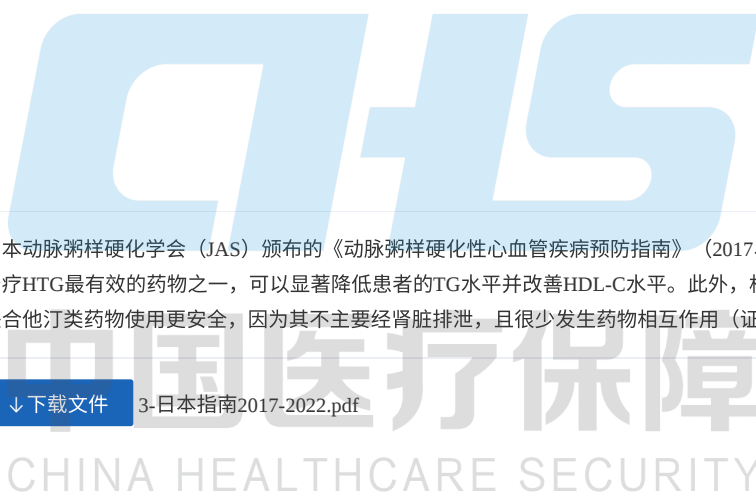 本动脉粥样硬化学会（JAS）颁布的《动脉粥样硬化性心血管疾病预防指南》（2017
疗HTG最有效的药物之一，可以显著降低患者的TG水平并改善HDL-C水平。此外，
合他汀类药物使用更安全，因为其不主要经肾脏排泄，且很少发生药物相互作用（证
下载文件 3-日本指南2017-2022.pdf
CHS
中国医疗保障
CHINA HEALTHCARE SECURITY